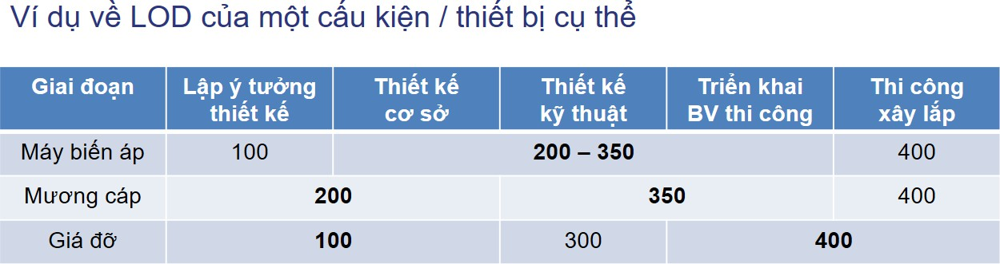 Ví dụ về LOD của một cấu kiện / thiết bị cụ thể
Giai đoạn Lập ý tưởng thiết kế Thiết kế cơ sở Thiết kế kỹ thuật Triển khai BV thi công Thi công xây lắp
Máy biến áp 100 200 – 350 400
Mương cáp 200 350 400
Giá đỡ 100 300 400